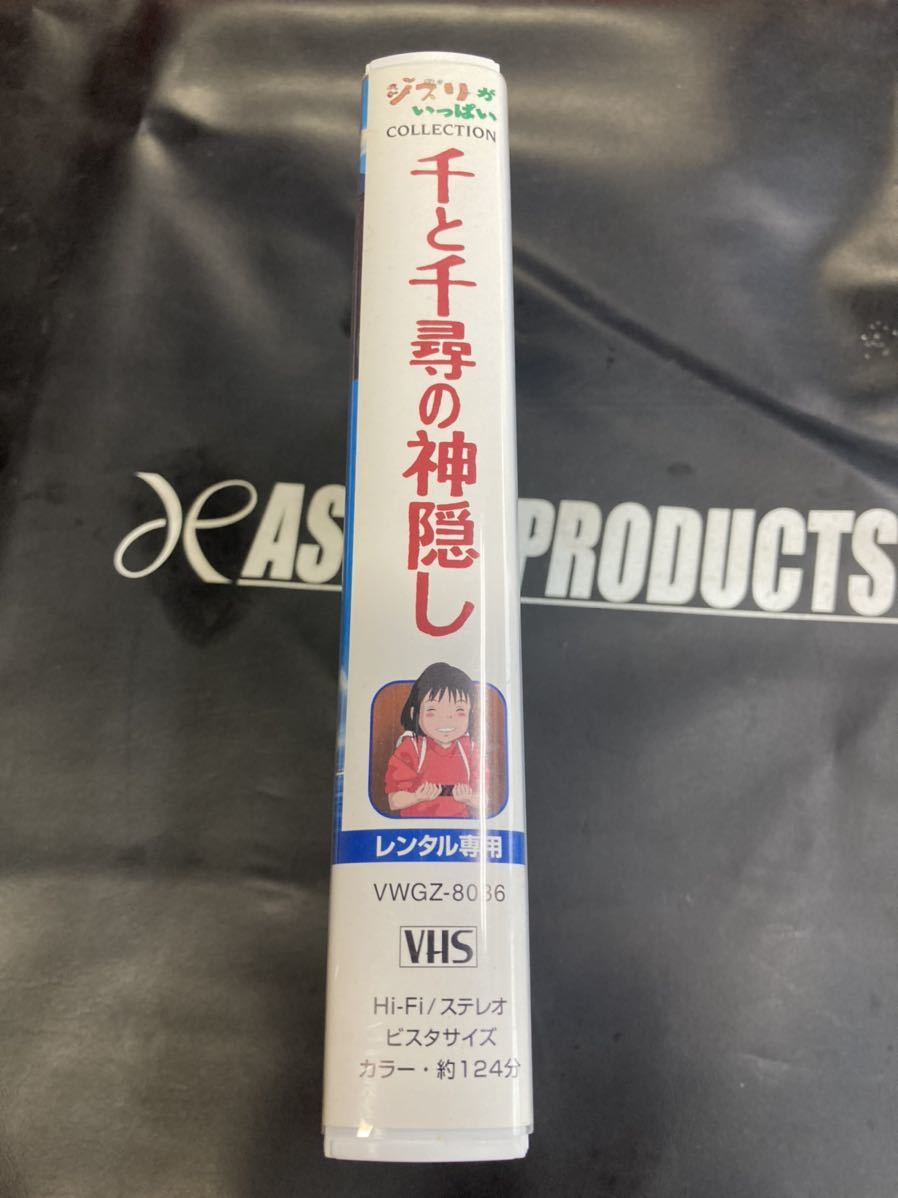 ジブリが
いっぱい
COLLECTION
千と千尋の神隠し
レンタル専用
VWGZ-8036
VHS
Hi-Fi/ステレオ
ビスタサイズ
カラー・約124分
AS PRODUCTS